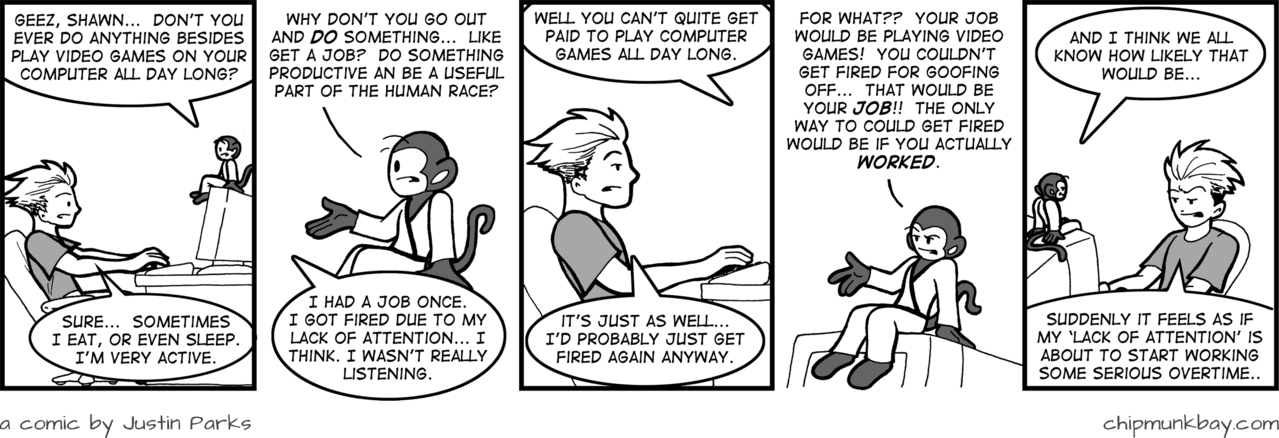 GEEZ, SHAWN... DON'T YOU
EVER DO ANYTHING BESIDES
PLAY VIDEO GAMES ON YOUR
COMPUTER ALL DAY LONG?
SURE... SOMETIMES
I EAT, OR EVEN SLEEP.
I'M VERY ACTIVE.
WHY DON'T YOU GO OUT
AND DO SOMETHING... LIKE
GET A JOB? DO SOMETHING
PRODUCTIVE AN BE A USEFUL
PART OF THE HUMAN RACE?
I HAD A JOB ONCE.
I GOT FIRED DUE TO MY
LACK OF ATTENTION... I
THINK. I WASN'T REALLY
LISTENING.
WELL YOU CAN'T QUITE GET
PAID TO PLAY COMPUTER
GAMES ALL DAY LONG.
IT'S JUST AS WELL...
I'D PROBABLY JUST GET
FIRED AGAIN ANYWAY.
FOR WHAT?? YOUR JOB
WOULD BE PLAYING VIDEO
GAMES! YOU COULDN'T
GET FIRED FOR GOOFING
OFF... THAT WOULD BE
YOUR JOB!! THE ONLY
WAY TO COULD GET FIRED
WOULD BE IF YOU ACTUALLY
WORKED.
AND I THINK WE ALL
KNOW HOW LIKELY THAT
WOULD BE...
SUDDENLY IT FEELS AS IF
MY 'LACK OF ATTENTION' IS
ABOUT TO START WORKING
SOME SERIOUS OVERTIME..
a comic by Justin Parks
chipmunkbay.com